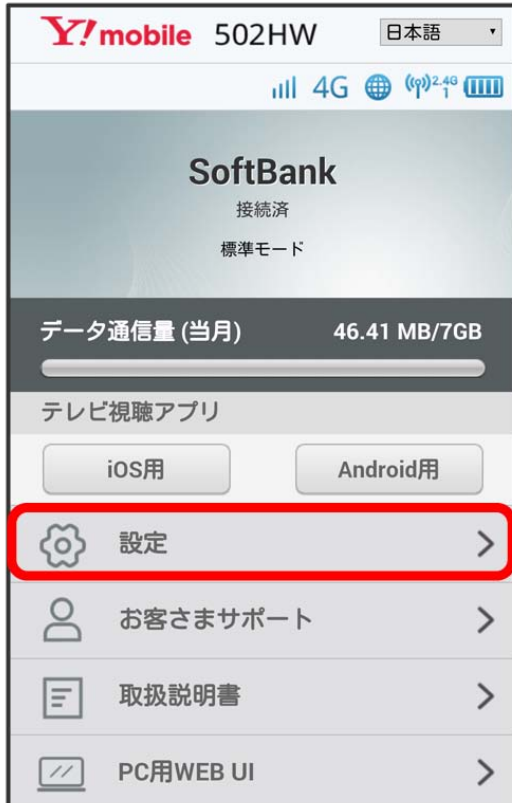 Y!mobile 502HW 日本語
4G 2.4G 1
SoftBank
接続済
標準モード
データ通信量 (当月) 46.41 MB/7GB
テレビ視聴アプリ
iOS用 Android用
設定
お客さまサポート
取扱説明書
PC用WEB UI